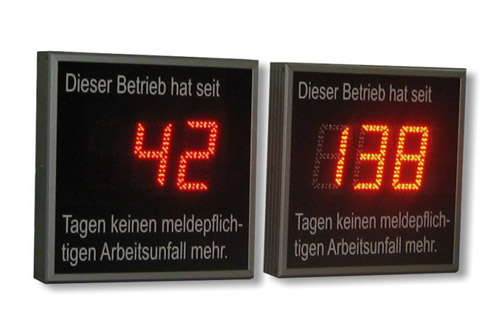 Dieser Betrieb hat seit
42
Tagen keinen meldepflich-
tigen Arbeitsunfall mehr.
Dieser Betrieb hat seit
138
Tagen keinen meldepflich-
tigen Arbeitsunfall mehr.